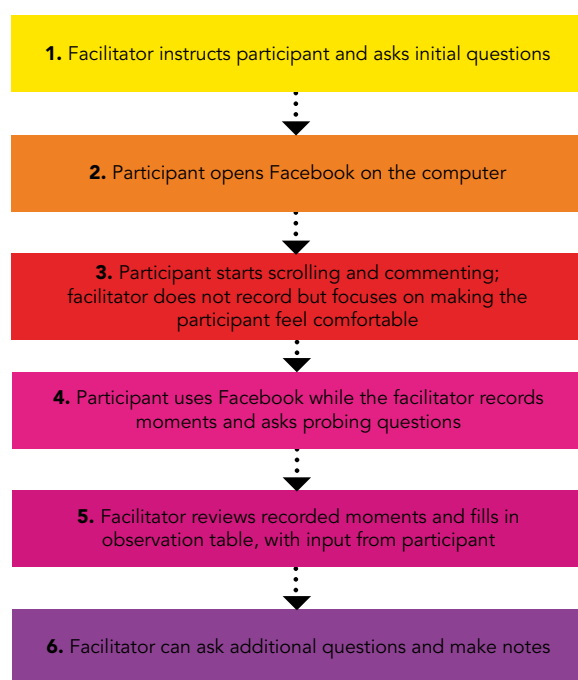 1. Facilitator instructs participant and asks initial questions
2. Participant opens Facebook on the computer
3. Participant starts scrolling and commenting;
facilitator does not record but focuses on making the
participant feel comfortable
4. Participant uses Facebook while the facilitator records
moments and asks probing questions
5. Facilitator reviews recorded moments and fills in
observation table, with input from participant
6. Facilitator can ask additional questions and make notes